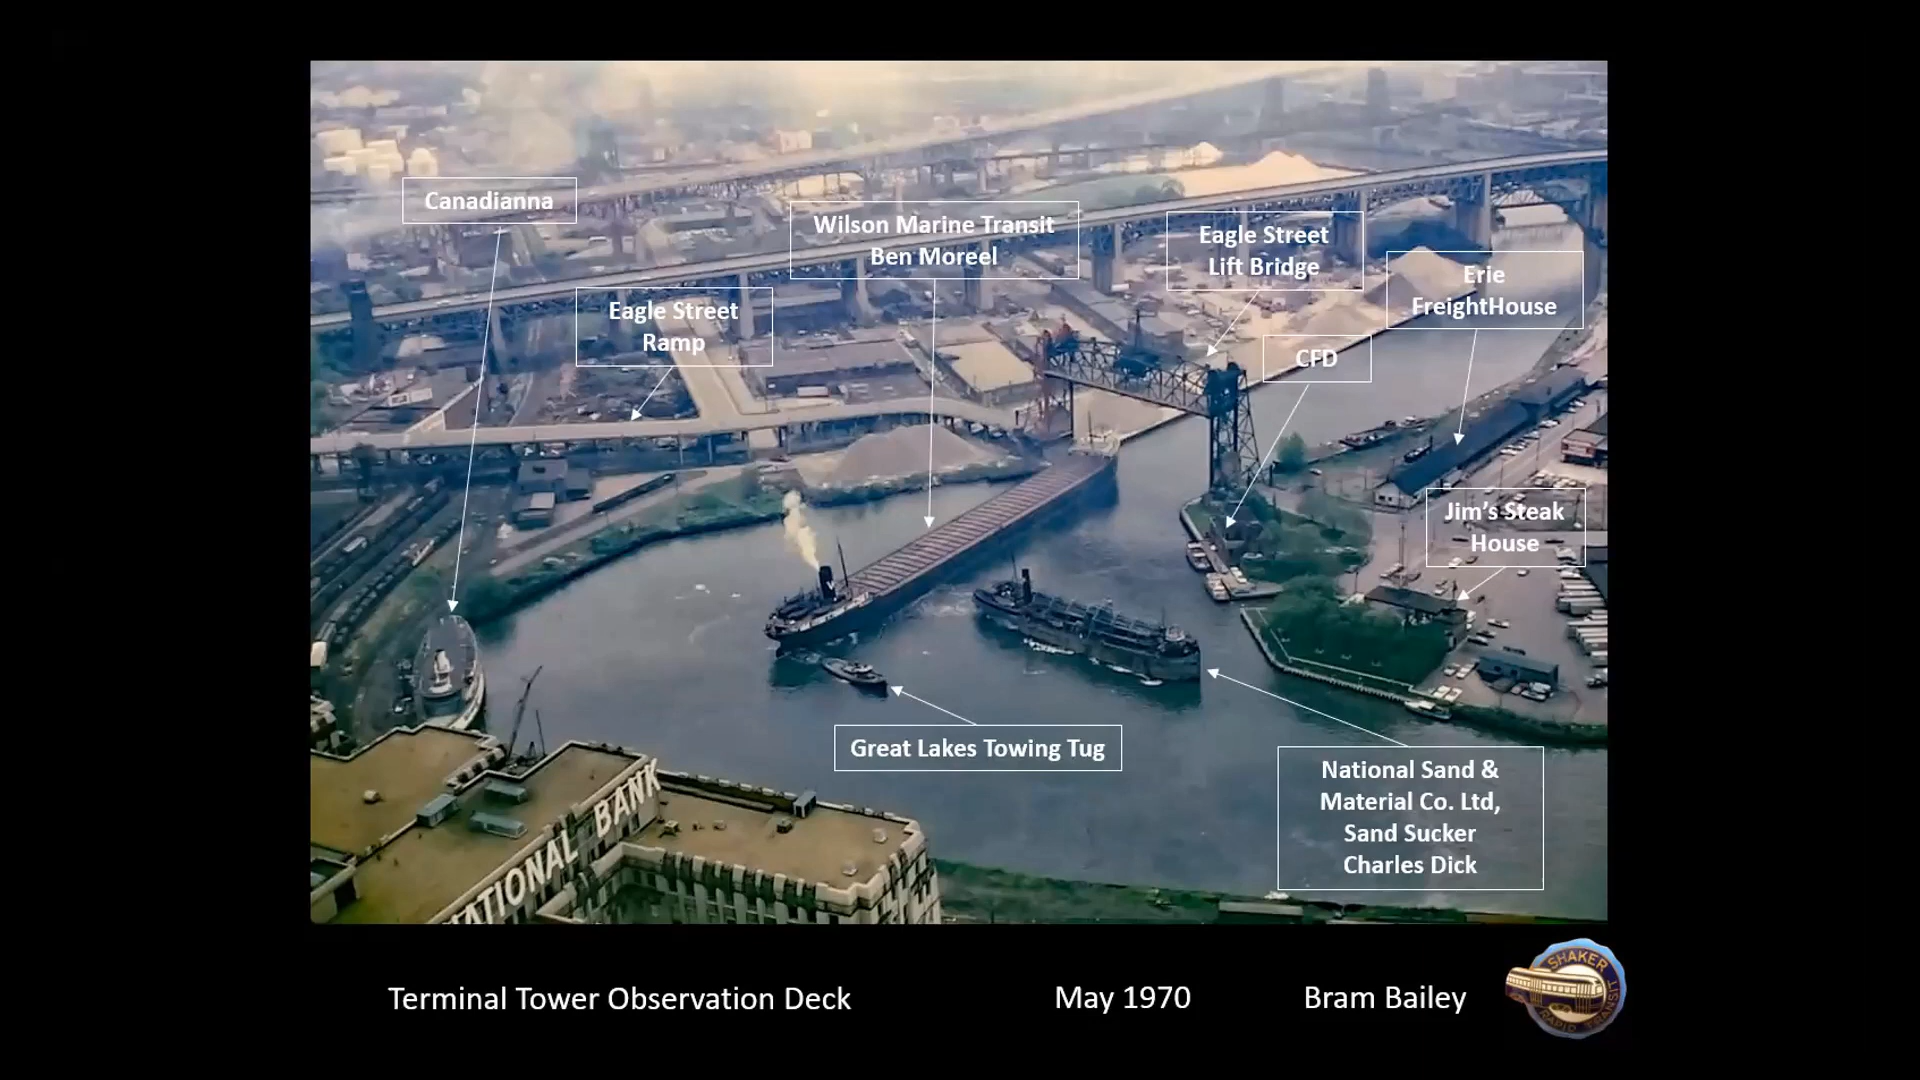 Canadianna
Wilson Marine Transit
Ben Moreel
Eagle Street
Lift Bridge
Erie
FreightHouse
Eagle Street
Ramp
CFD
Jim's Steak
House
Great Lakes Towing Tug
National Sand &
Material Co. Ltd,
Sand Sucker
Charles Dick
NATIONAL BANK
Terminal Tower Observation Deck
May 1970
Bram Bailey
SHAKER
RAPID TRANSIT